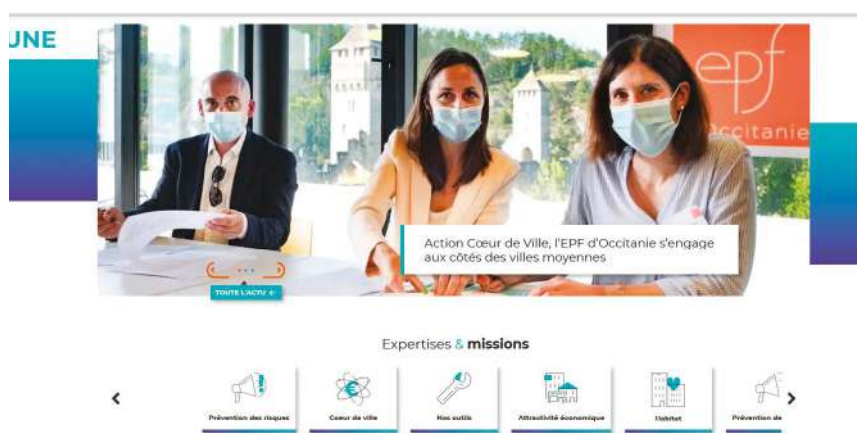 UNE
epf
Occitanie
Action Cœur de Ville, l'EPF d'Occitanie s'engage
aux côtés des villes moyennes
TOUTE L'ACTU
Expertises & missions
Prévention des risques
Coeur de ville
Nos outils
Attractivité économique
L'habitat
Prévention de